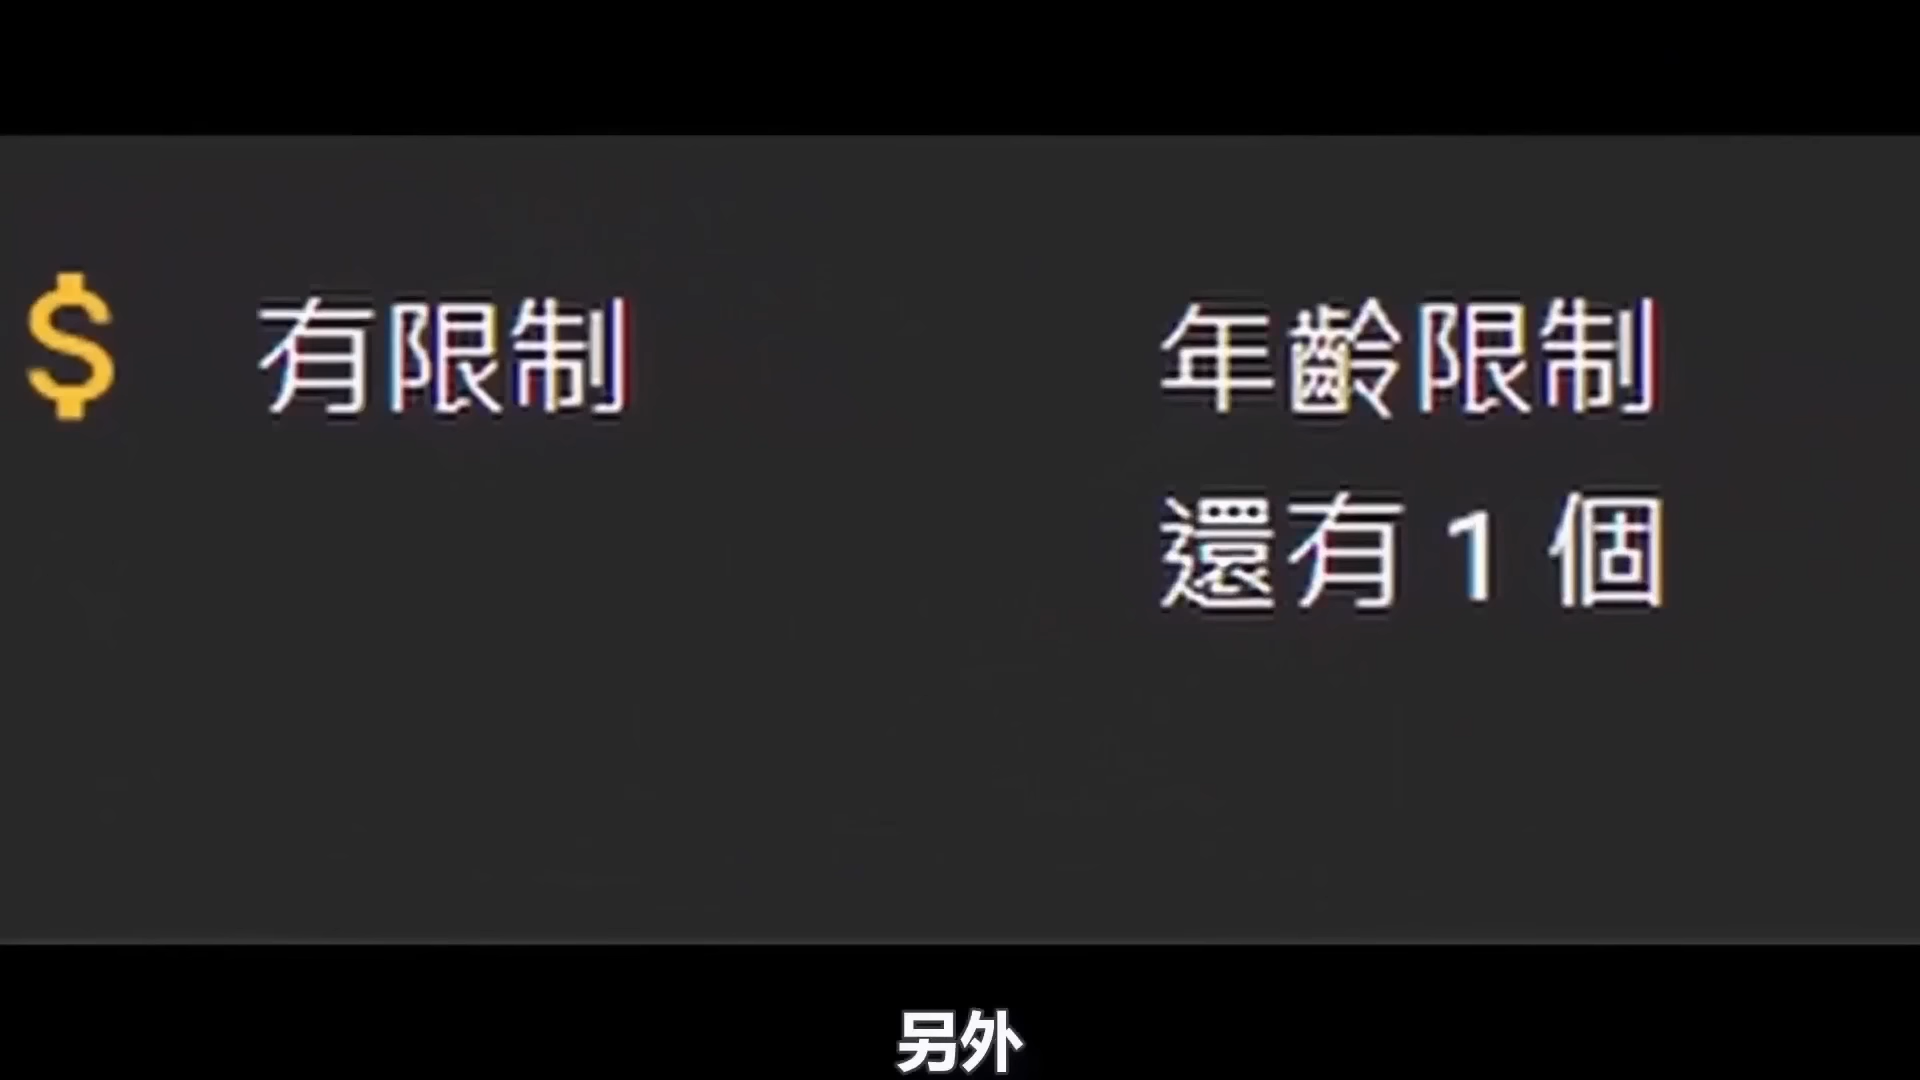 $ 有限制 年齡限制
還有 1 個
另外